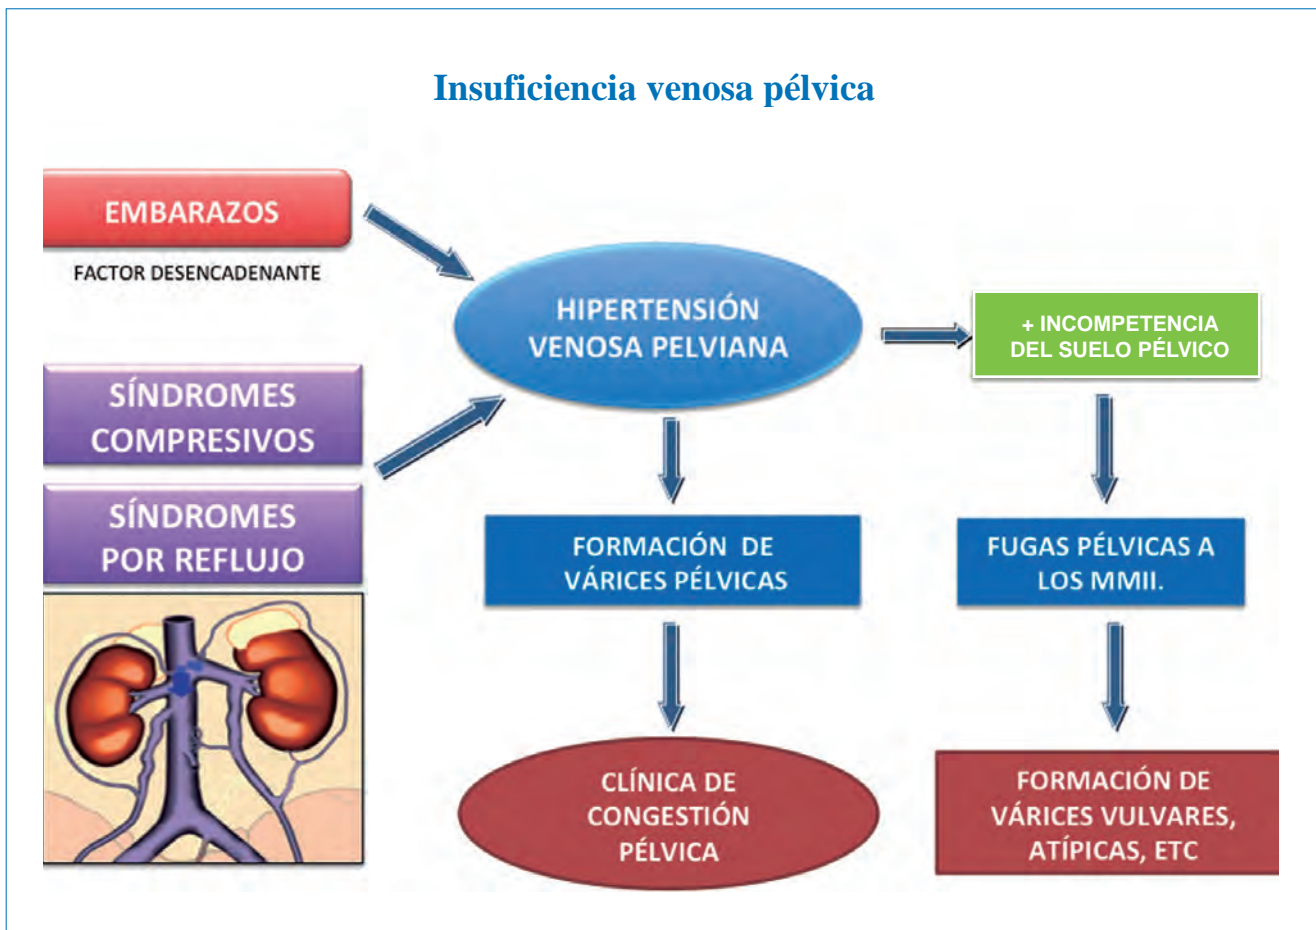 Insuficiencia venosa pélvica
EMBARAZOS
FACTOR DESENCADENANTE
SÍNDROMES
COMPRESIVOS
SÍNDROMES
POR REFLUJO
HIPERTENSIÓN
VENOSA PELVIANA
+ INCOMPETENCIA
DEL SUELO PÉLVICO
FORMACIÓN DE
VÁRICES PÉLVICAS
FUGAS PÉLVICAS A
LOS MMII.
CLÍNICA DE
CONGESTIÓN
PÉLVICA
FORMACIÓN DE
VÁRICES VULVARES,
ATÍPICAS, ETC